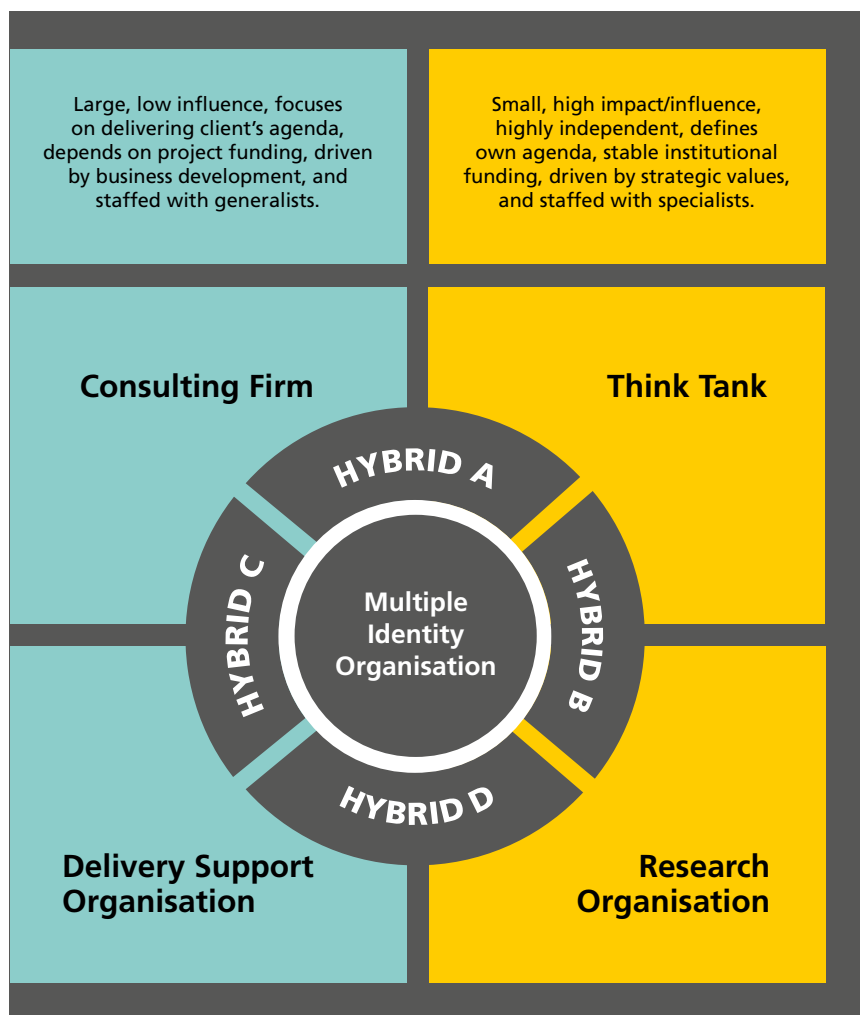 Large, low influence, focuses
on delivering client’s agenda,
depends on project funding, driven
by business development, and
staffed with generalists.
Small, high impact/influence,
highly independent, defines
own agenda, stable institutional
funding, driven by strategic values,
and staffed with specialists.
Consulting Firm
Think Tank
HYBRID A
HYBRID C
Multiple
Identity
Organisation
HYBRID B
HYBRID D
Delivery Support
Organisation
Research
Organisation